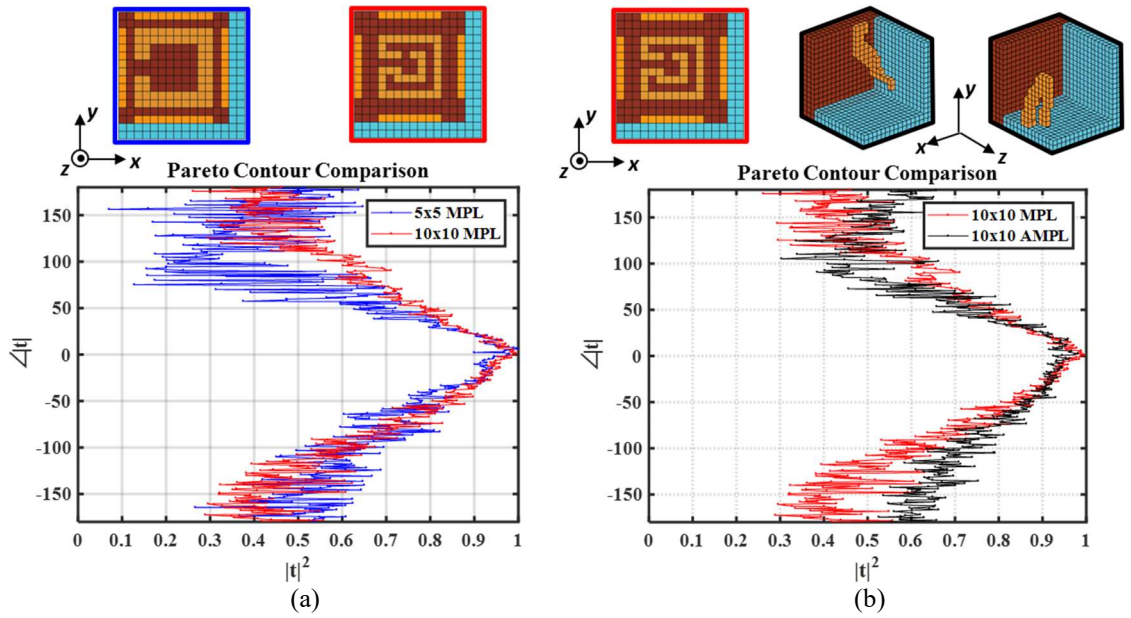 y
z
x
y
z
x
y
x
z
Pareto Contour Comparison
150
100
50
0
-50
-100
-150
∠|t|
5x5 MPL
10x10 MPL
0 0.1 0.2 0.3 0.4 0.5 0.6 0.7 0.8 0.9 1
|t|²
(a)
Pareto Contour Comparison
150
100
50
0
-50
-100
-150
∠|t|
10x10 MPL
10x10 AMPL
0 0.1 0.2 0.3 0.4 0.5 0.6 0.7 0.8 0.9 1
|t|²
(b)